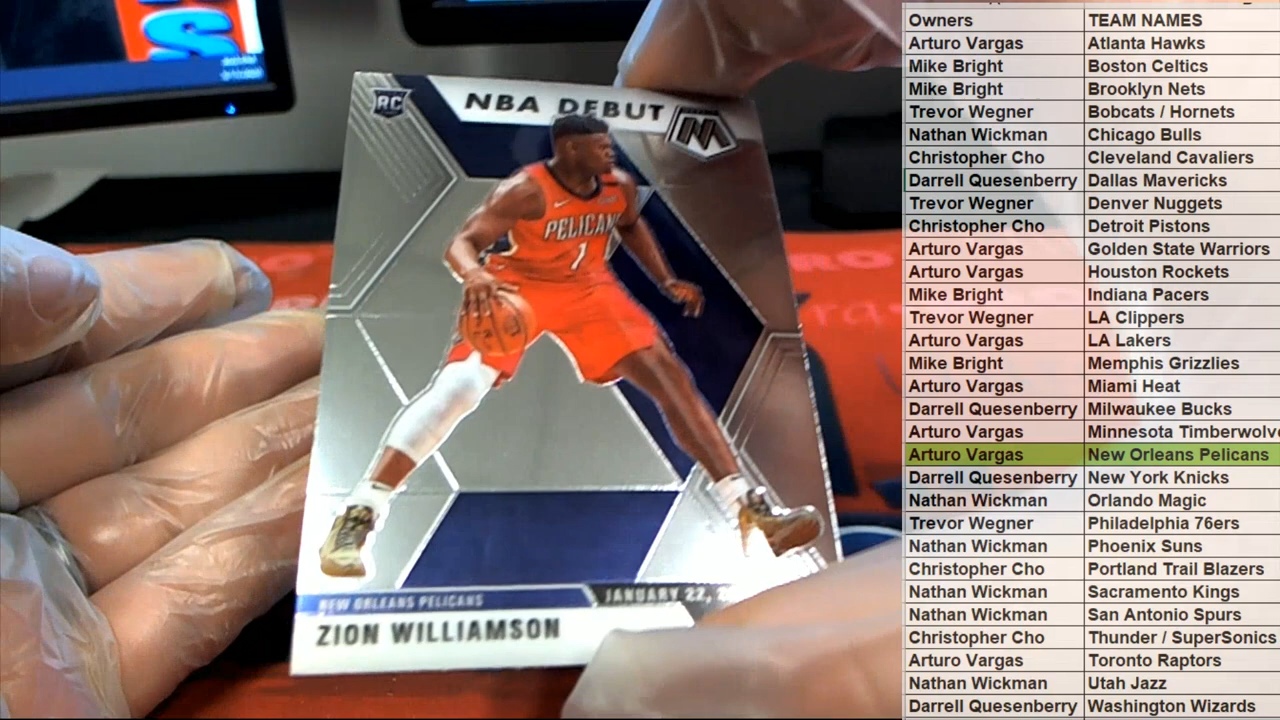 RC
NBA DEBUT
PELICAN
1
NEW ORLEANS PELICANS
JANUARY 22,
ZION WILLIAMSON
Owners TEAM NAMES
Arturo Vargas Atlanta Hawks
Mike Bright Boston Celtics
Mike Bright Brooklyn Nets
Trevor Wegner Bobcats / Hornets
Nathan Wickman Chicago Bulls
Christopher Cho Cleveland Cavaliers
Darrell Quesenberry Dallas Mavericks
Trevor Wegner Denver Nuggets
Christopher Cho Detroit Pistons
Arturo Vargas Golden State Warriors
Arturo Vargas Houston Rockets
Mike Bright Indiana Pacers
Trevor Wegner LA Clippers
Arturo Vargas LA Lakers
Mike Bright Memphis Grizzlies
Arturo Vargas Miami Heat
Darrell Quesenberry Milwaukee Bucks
Arturo Vargas Minnesota Timberwolve
Arturo Vargas New Orleans Pelicans
Darrell Quesenberry New York Knicks
Nathan Wickman Orlando Magic
Trevor Wegner Philadelphia 76ers
Nathan Wickman Phoenix Suns
Christopher Cho Portland Trail Blazers
Nathan Wickman Sacramento Kings
Nathan Wickman San Antonio Spurs
Christopher Cho Thunder / SuperSonics
Arturo Vargas Toronto Raptors
Nathan Wickman Utah Jazz
Darrell Quesenberry Washington Wizards